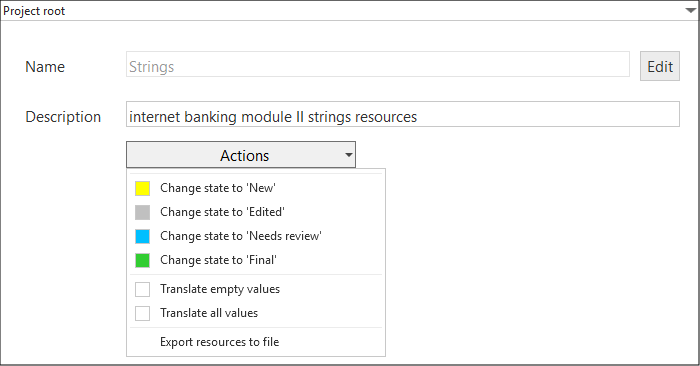 Project root
Name
Strings
Edit
Description
internet banking module II strings resources
Actions
Change state to 'New'
Change state to 'Edited'
Change state to 'Needs review'
Change state to 'Final'
Translate empty values
Translate all values
Export resources to file